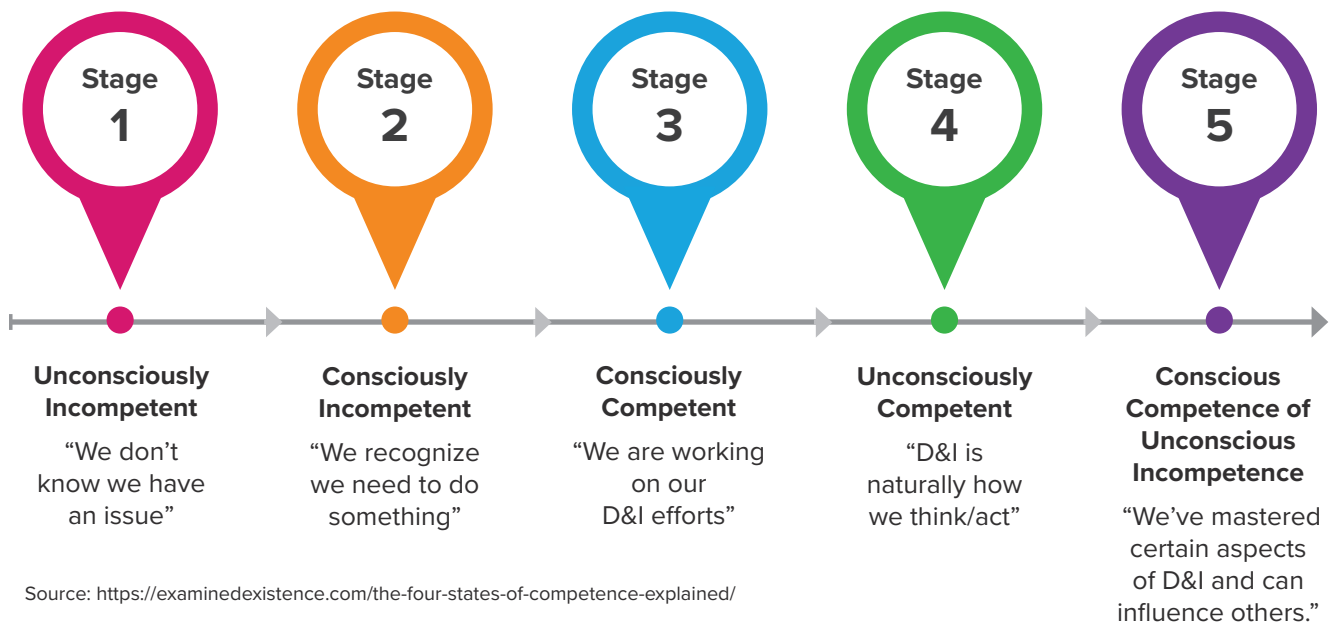 Stage
1
Stage
2
Stage
3
Stage
4
Stage
5
Unconsciously
Incompetent
“We don’t
know we have
an issue”
Consciously
Incompetent
“We recognize
we need to do
something”
Consciously
Competent
“We are working
on our
D&I efforts”
Unconsciously
Competent
“D&I is
naturally how
we think/act”
Conscious
Competence of
Unconscious
Incompetence
“We’ve mastered
certain aspects
of D&I and can
influence others.”
Source: https://examinedexistence.com/the-four-states-of-competence-explained/